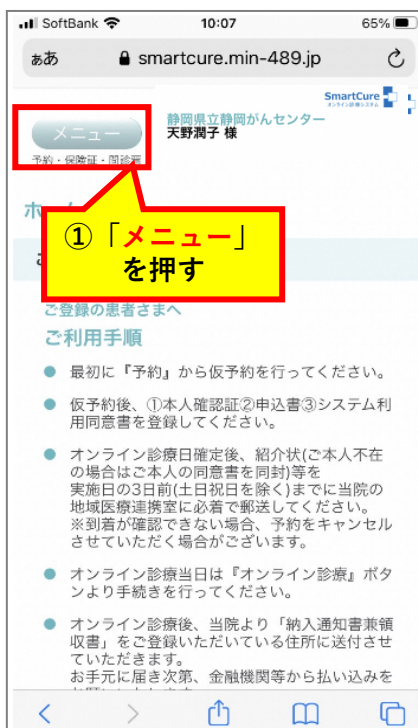 SoftBank 10:07 65%
ああ smartcure.min-489.jp
SmartCure
オンライン診療システム
静岡県立静岡がんセンター
天野潤子 様
メニュー
予約・保険証・問診票
ホ
①「メニュー」
を押す
ご登録の患者さまへ
ご利用手順
最初に『予約』から仮予約を行ってください。
仮予約後、①本人確認証②申込書③システム利
用同意書を登録してください。
オンライン診療日確定後、紹介状(ご本人不在
の場合はご本人の同意書を同封)等を
実施日の3日前(土日祝日を除く)までに当院の
地域医療連携室に必着で郵送してください。
※到着が確認できない場合、予約をキャンセル
させていただく場合がございます。
オンライン診療当日は『オンライン診療』ボタ
ンより手続きを行ってください。
オンライン診療後、当院より「納入通知書兼領
収書」をご登録いただいている住所に送付させ
ていただきます。
お手元に届き次第、金融機関等から払い込みを